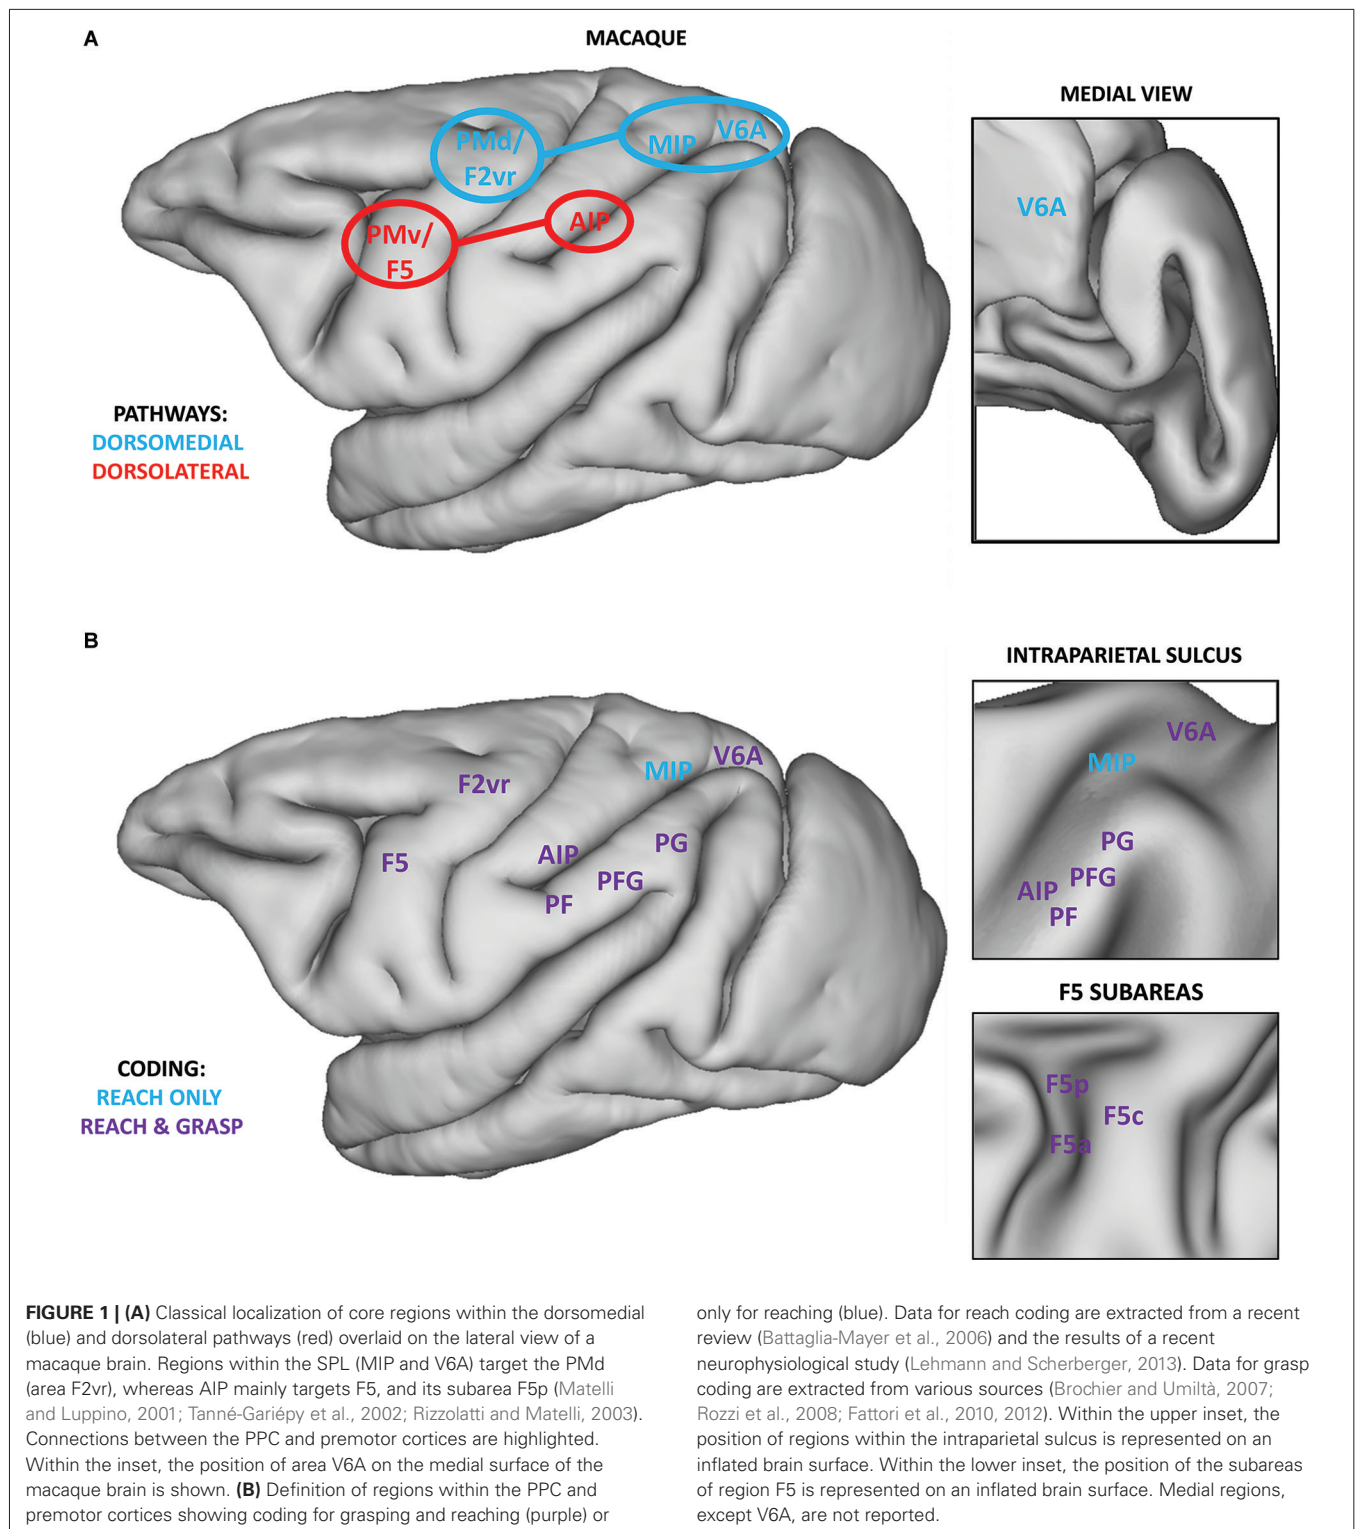 A
MACAQUE
MEDIAL VIEW
PMd/
F2vr
MIP
V6A
PMv/
F5
AIP
V6A
PATHWAYS:
DORSOMEDIAL
DORSOLATERAL
B
INTRAPARIETAL SULCUS
F2vr
MIP
V6A
F5
AIP
PG
PFG
PF
V6A
MIP
PG
PFG
AIP
PF
F5 SUBAREAS
F5p
F5c
F5a
CODING:
REACH ONLY
REACH & GRASP
FIGURE 1 | (A) Classical localization of core regions within the dorsomedial
(blue) and dorsolateral pathways (red) overlaid on the lateral view of a
macaque brain. Regions within the SPL (MIP and V6A) target the PMd
(area F2vr), whereas AIP mainly targets F5, and its subarea F5p (Matelli
and Luppino, 2001; Tanné-Gariépy et al., 2002; Rizzolatti and Matelli, 2003).
Connections between the PPC and premotor cortices are highlighted.
Within the inset, the position of area V6A on the medial surface of the
macaque brain is shown. (B) Definition of regions within the PPC and
premotor cortices showing coding for grasping and reaching (purple) or
only for reaching (blue). Data for reach coding are extracted from a recent
review (Battaglia-Mayer et al., 2006) and the results of a recent
neurophysiological study (Lehmann and Scherberger, 2013). Data for grasp
coding are extracted from various sources (Brochier and Umiltà, 2007;
Rozzi et al., 2008; Fattori et al., 2010, 2012). Within the upper inset, the
position of regions within the intraparietal sulcus is represented on an
inflated brain surface. Within the lower inset, the position of the subareas
of region F5 is represented on an inflated brain surface. Medial regions,
except V6A, are not reported.